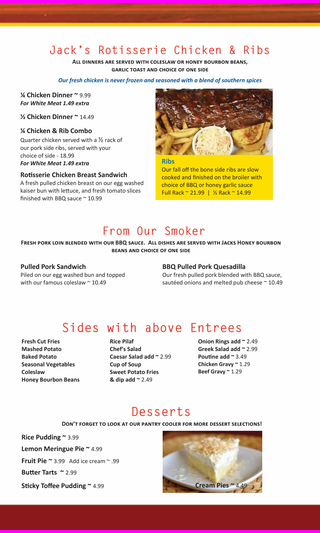 Jack's Rotisserie Chicken & Ribs
All dinners are served with coleslaw or honey bourbon beans,
garlic toast and choice of one side
Our fresh chicken is never frozen and seasoned with a blend of southern spices
¼ Chicken Dinner ~ 9.99
For White Meat 1.49 extra
½ Chicken Dinner ~ 14.49
¼ Chicken & Rib Combo
Quarter chicken served with a ½ rack of
our pork side ribs, served with your
choice of side - 18.99
For White Meat 1.49 extra
Rotisserie Chicken Breast Sandwich
A fresh pulled chicken breast on our egg washed
kaiser bun with lettuce, and fresh tomato slices
finished with BBQ sauce ~ 10.99
Ribs
Our fall off the bone side ribs are slow
cooked and finished on the broiler with
choice of BBQ or honey garlic sauce
Full Rack ~ 21.99 | ½ Rack ~ 14.99
From Our Smoker
Fresh pork loin blended with our BBQ sauce. All dishes are served with Jacks Honey bourbon
beans and choice of one side
Pulled Pork Sandwich
Piled on our egg washed bun and topped
with our famous coleslaw ~ 10.49
BBQ Pulled Pork Quesadilla
Our fresh pulled pork blended with BBQ sauce,
sautéed onions and melted pub cheese ~ 10.49
Sides with above Entrees
Fresh Cut Fries
Mashed Potato
Baked Potato
Seasonal Vegetables
Coleslaw
Honey Bourbon Beans
Rice Pilaf
Chef's Salad
Caesar Salad add ~ 2.99
Cup of Soup
Sweet Potato Fries
& dip add ~ 2.49
Onion Rings add ~ 2.49
Greek Salad add ~ 2.99
Poutine add ~ 3.49
Chicken Gravy ~ 1.29
Beef Gravy ~ 1.29
Desserts
Don't forget to look at our pantry cooler for more dessert selections!
Rice Pudding ~ 3.99
Lemon Meringue Pie ~ 4.99
Fruit Pie ~ 3.99 Add ice cream ~ .99
Butter Tarts ~ 2.99
Sticky Toffee Pudding ~ 4.99
Cream Pies ~ 4.49